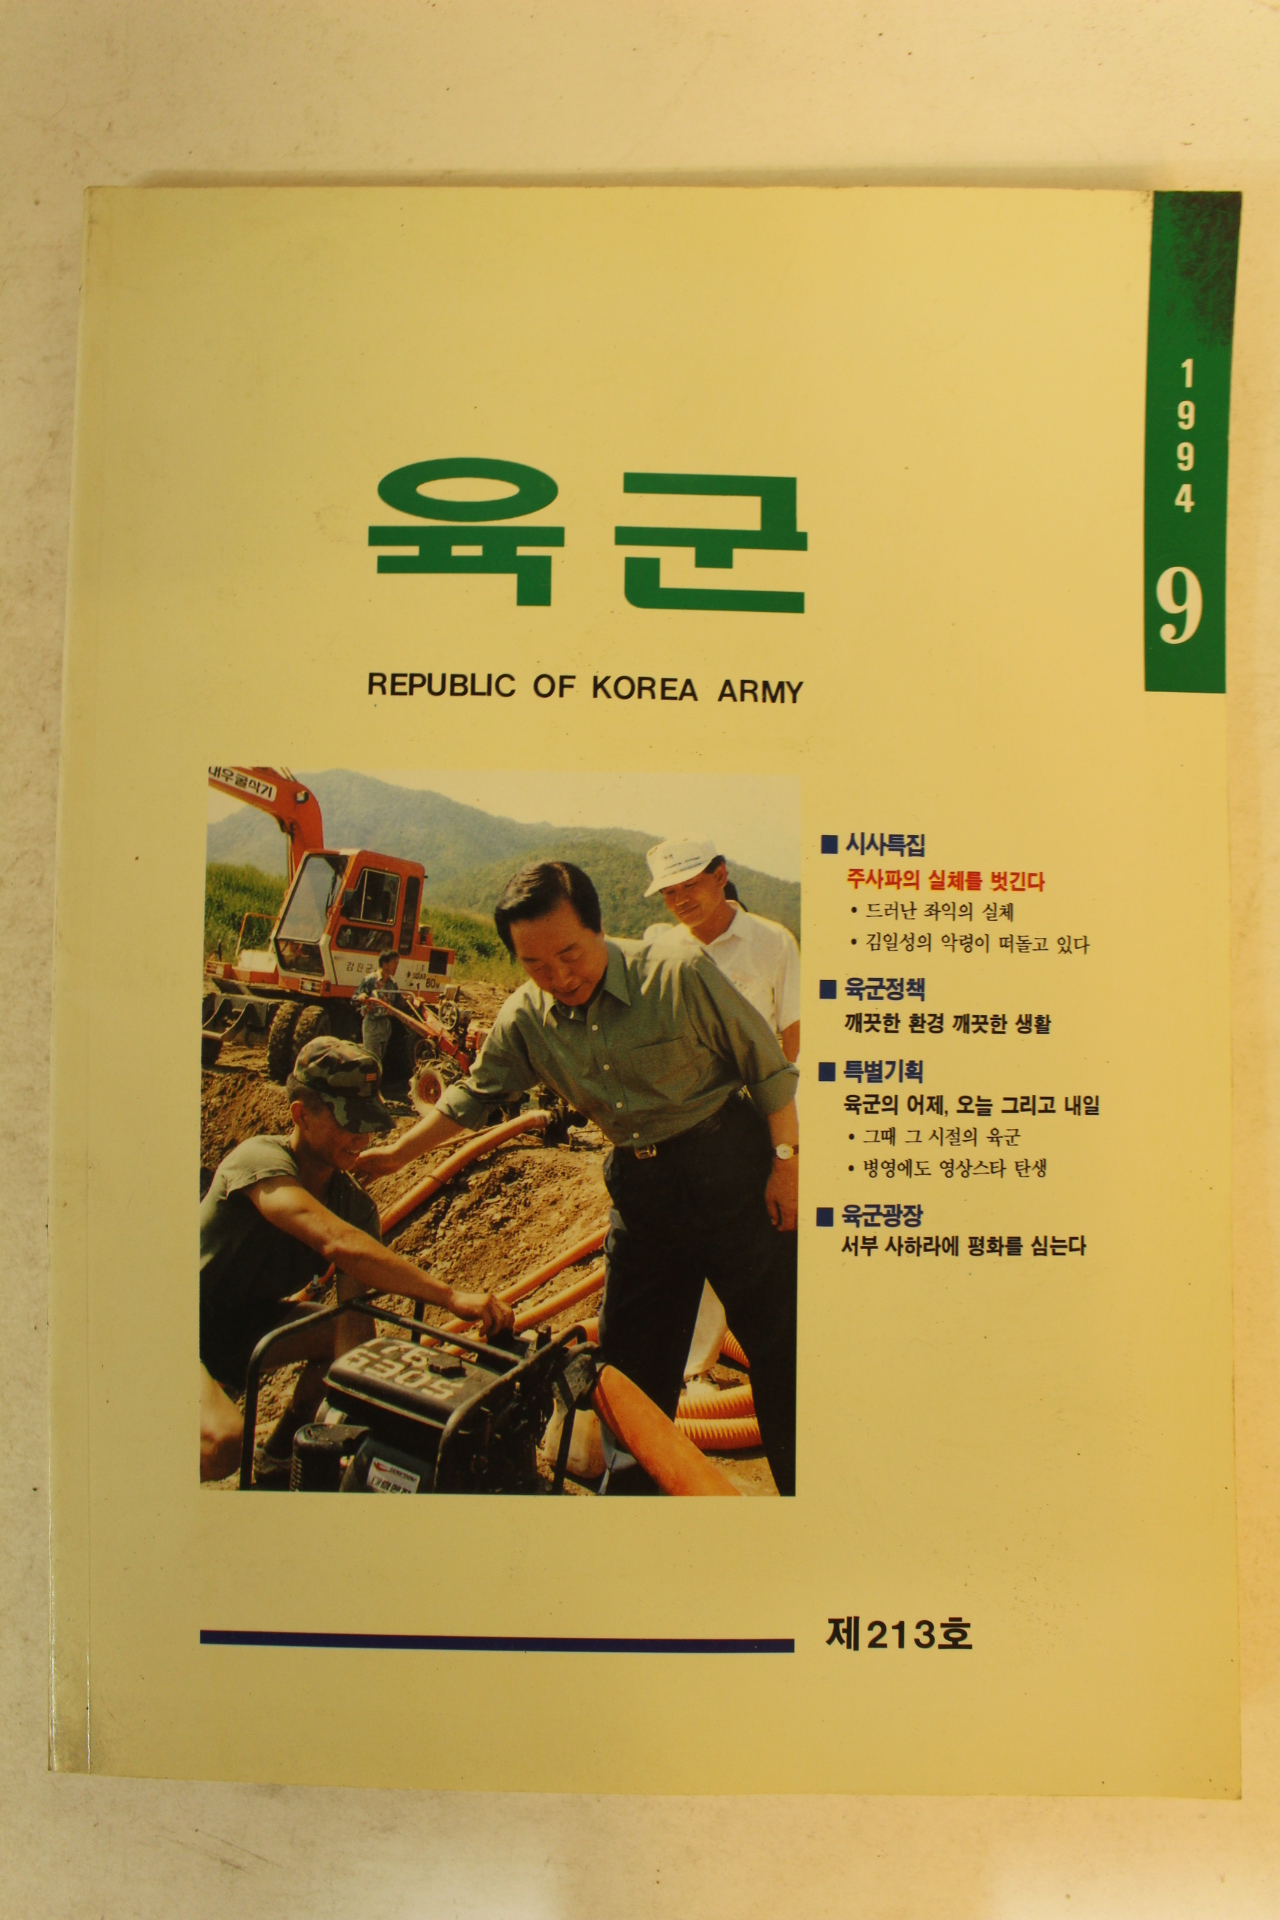 1994
9
육군
REPUBLIC OF KOREA ARMY
대우굴삭기
80
6305
■ 시사특집
주사파의 실체를 벗긴다
• 드러난 좌익의 실체
• 김일성의 악령이 떠돌고 있다
■ 육군정책
깨끗한 환경 깨끗한 생활
■ 특별기획
육군의 어제, 오늘 그리고 내일
• 그때 그 시절의 육군
• 병영에도 영상스타 탄생
■ 육군광장
서부 사하라에 평화를 심는다
제213호